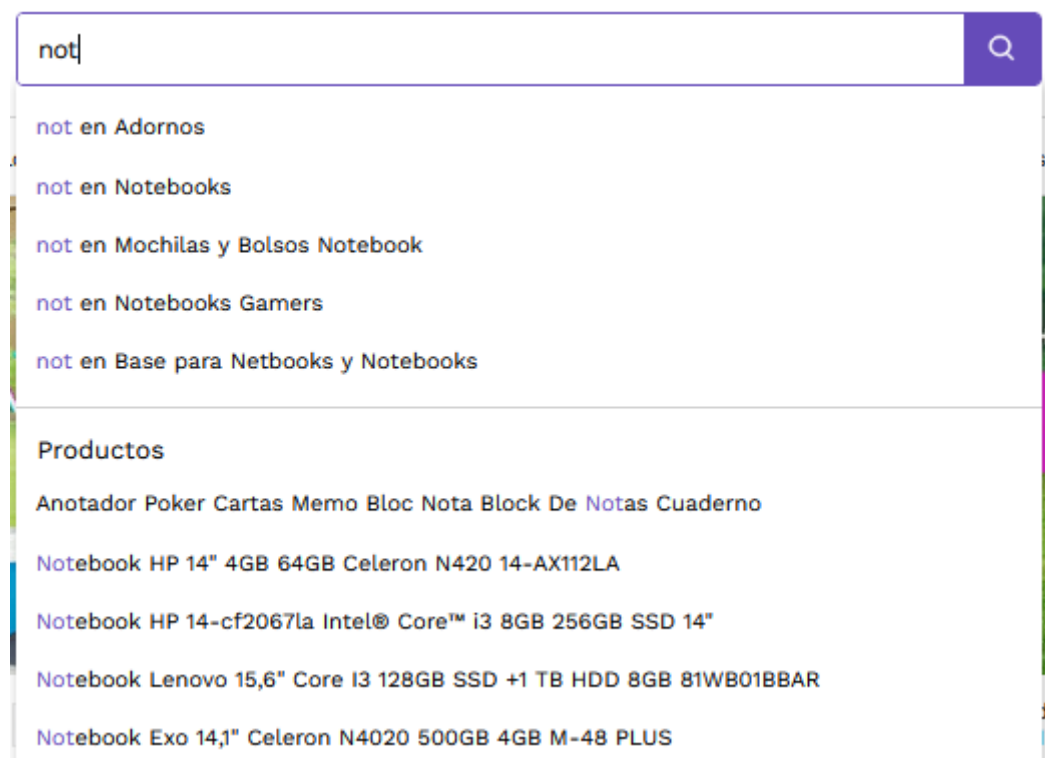 not
not en Adornos
not en Notebooks
not en Mochilas y Bolsos Notebook
not en Notebooks Gamers
not en Base para Netbooks y Notebooks
Productos
Anotador Poker Cartas Memo Bloc Nota Block De Notas Cuaderno
Notebook HP 14" 4GB 64GB Celeron N420 14-AX112LA
Notebook HP 14-cf2067la Intel® Core™ i3 8GB 256GB SSD 14"
Notebook Lenovo 15,6" Core I3 128GB SSD +1 TB HDD 8GB 81WB01BBAR
Notebook Exo 14,1" Celeron N4020 500GB 4GB M-48 PLUS